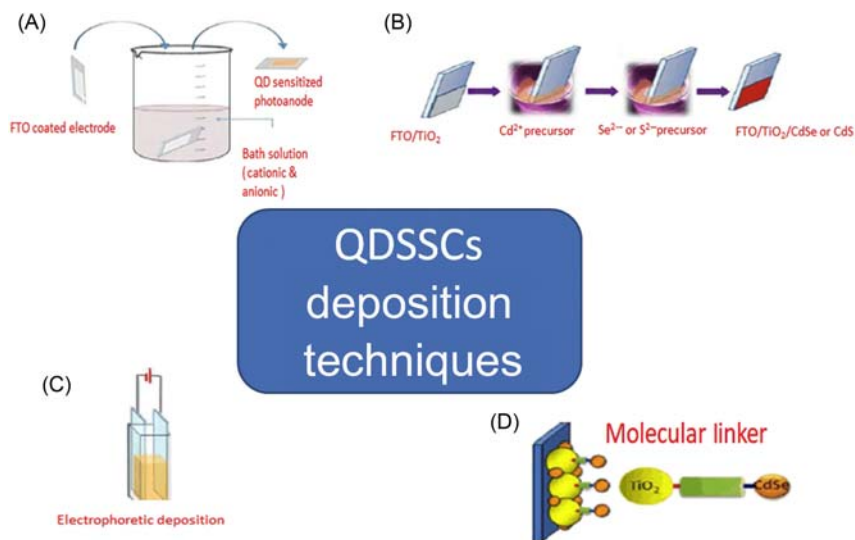 (A)
FTO coated electrode
QD sensitized
photoanode
Bath solution
( cationic &
anionic )
(B)
FTO/TiO₂
Cd²⁺ precursor
Se²⁻ or S²⁻precursor
FTO/TiO₂/CdSe or CdS
QDSSCs
deposition
techniques
(C)
Electrophoretic deposition
(D)
Molecular linker
TiO₂
CdSe